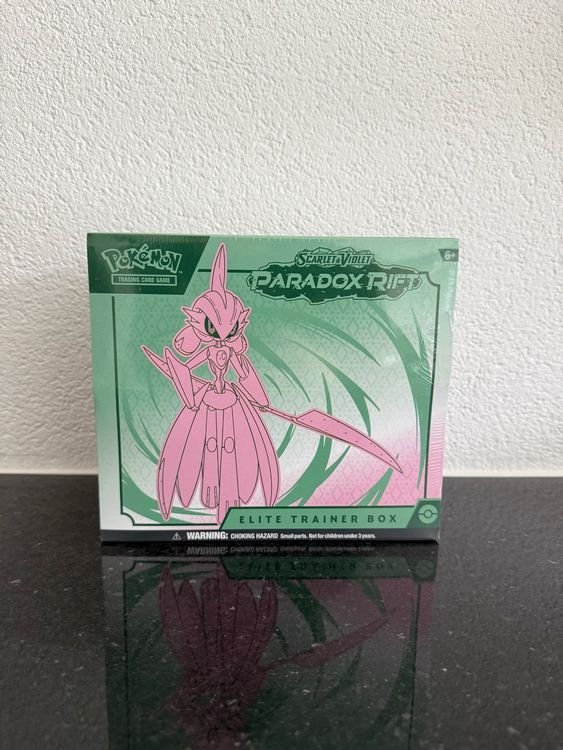 Pokémon
TRADING CARD GAME
SCARLET & VIOLET
PARADOX RIFT
6+
ELITE TRAINER BOX
WARNING: CHOKING HAZARD Small parts. Not for children under 3 years.